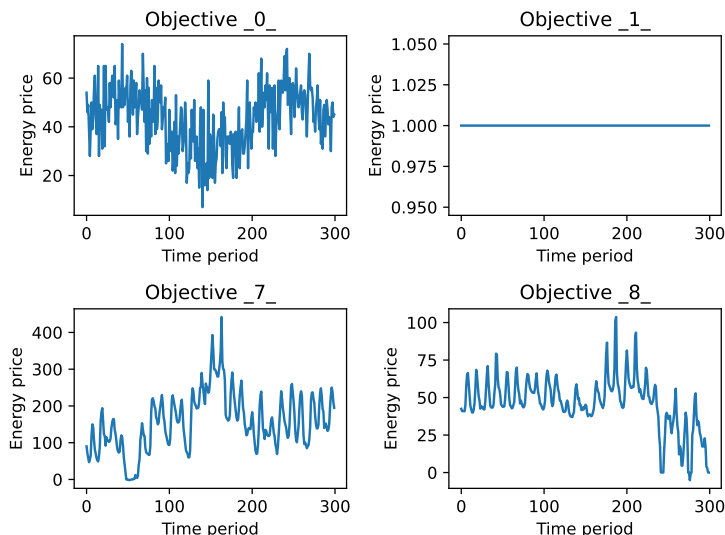 Objective _0_
Energy price
60
40
20
0
100
200
300
Time period
Objective _1_
Energy price
1.050
1.025
1.000
0.975
0.950
0
100
200
300
Time period
Objective _7_
Energy price
400
300
200
100
0
0
100
200
300
Time period
Objective _8_
Energy price
100
75
50
25
0
0
100
200
300
Time period